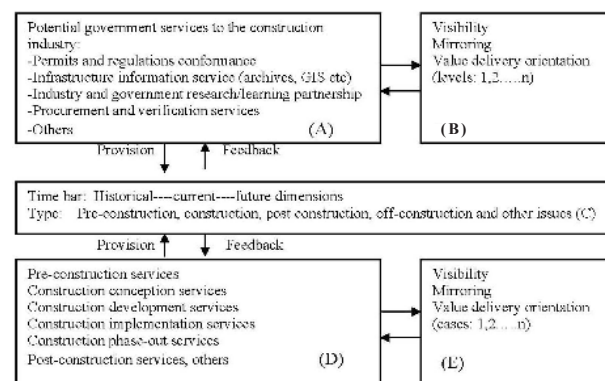 Potential government services to the construction
industry:
-Permits and regulations conformance
-Infrastructure information service (archives, GIS etc)
-Industry and government research/learning partnership
-Procurement and verification services
-Others (A)
Visibility
Mirroring
Value delivery orientation
(levels: 1,2.....n)
(B)
Provision Feedback
Time bar: Historical----current----future dimensions
Type: Pre-construction, construction, post construction, off-construction and other issues (C)
Provision Feedback
Pre-construction services
Construction conception services
Construction development services
Construction implementation services
Construction phase-out services
Post-construction services, others (D)
Visibility
Mirroring
Value delivery orientation
(cases: 1,2.....n)
(E)